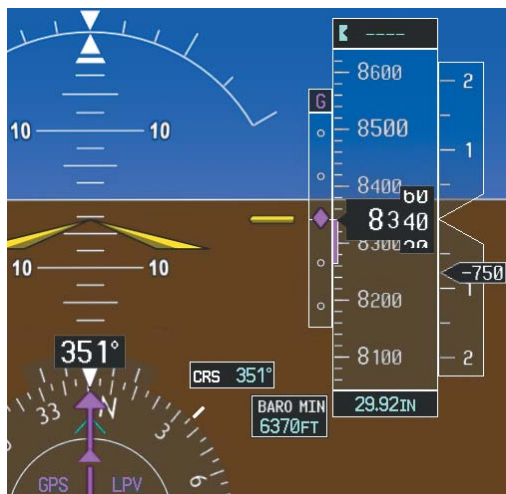 ----
8600
2
G
10
10
8500
1
8400
60
8340
20
8300
-750
1
10
10
8200
351°
8100
2
CRS 351°
29.92IN
BARO MIN
6370FT
33
N
3
6
GPS
LPV